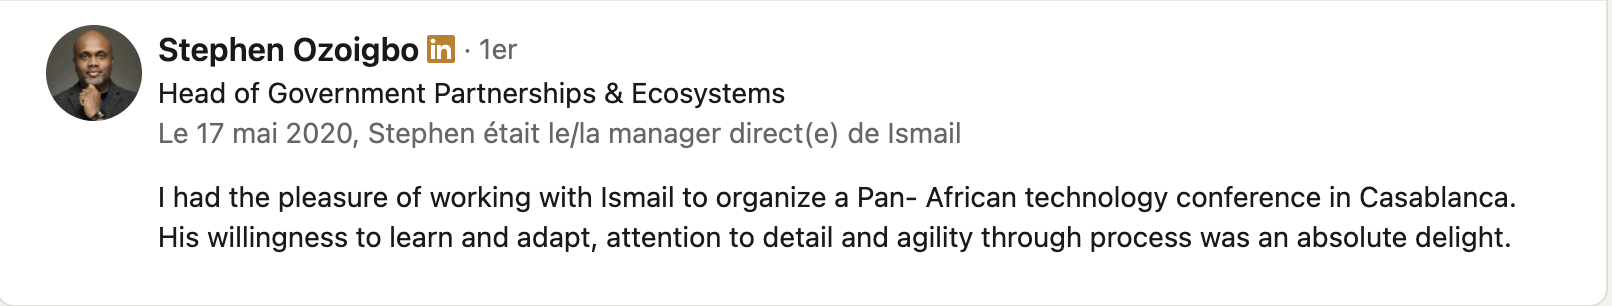 Stephen Ozoigbo in · 1er
Head of Government Partnerships & Ecosystems
Le 17 mai 2020, Stephen était le/la manager direct(e) de Ismail
I had the pleasure of working with Ismail to organize a Pan- African technology conference in Casablanca.
His willingness to learn and adapt, attention to detail and agility through process was an absolute delight.